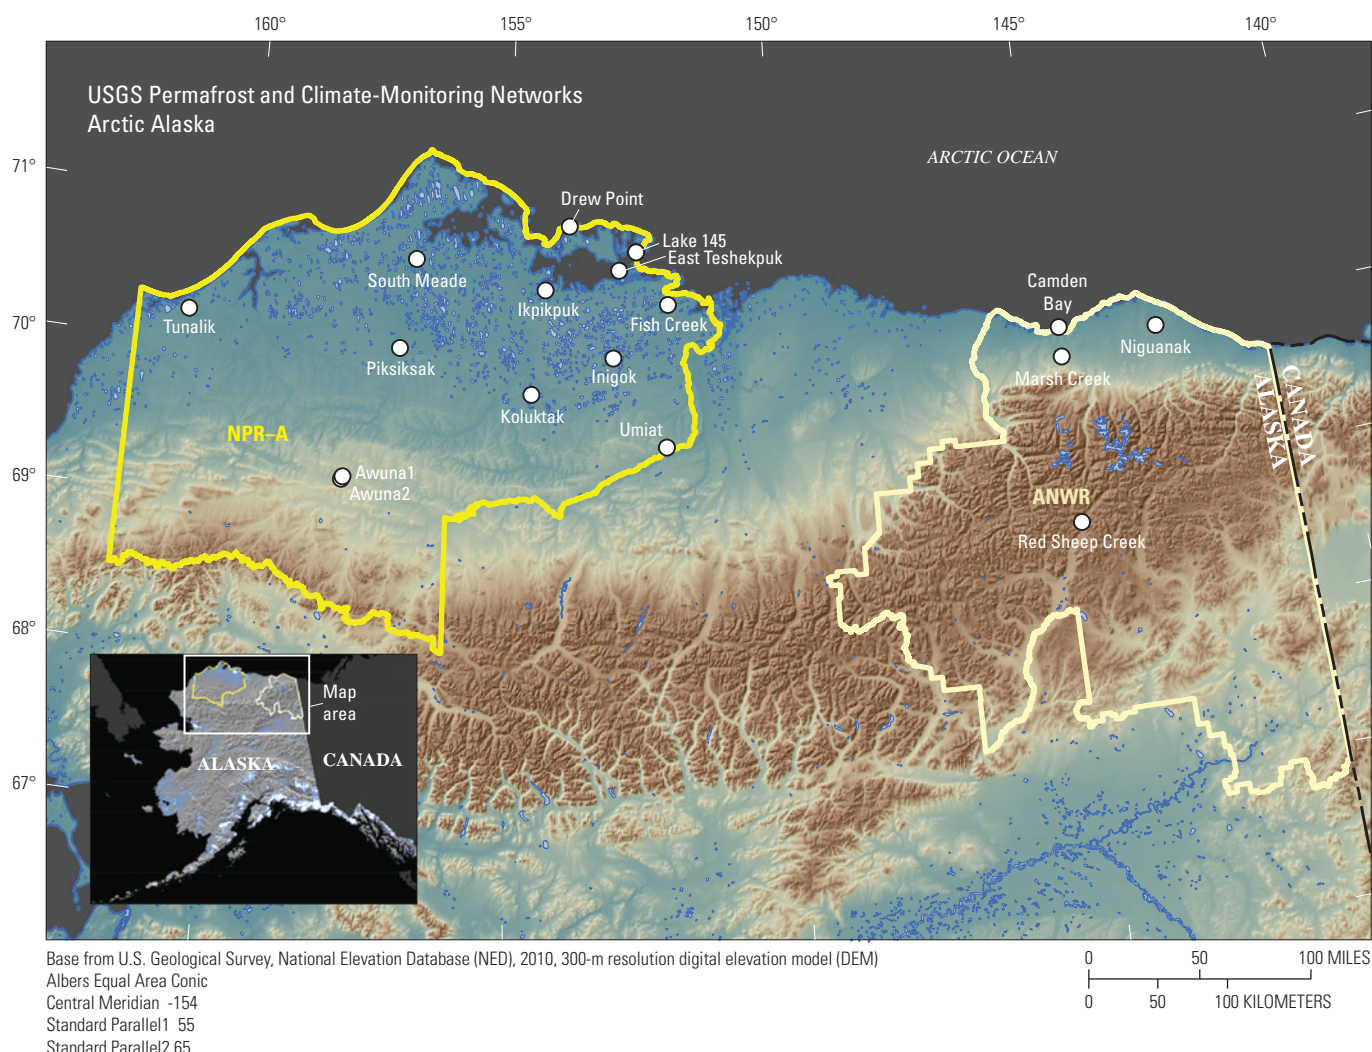 160°
155°
150°
145°
140°
USGS Permafrost and Climate-Monitoring Networks
Arctic Alaska
ARCTIC OCEAN
71°
70°
69°
68°
67°
Drew Point
Lake 145
East Teshekpuk
South Meade
Ikpikpuk
Fish Creek
Tunalik
Piksiksak
Inigok
Koluktak
Umiat
NPR–A
Awuna1
Awuna2
Camden
Bay
Niguanak
Marsh Creek
CANADA
ALASKA
ANWR
Red Sheep Creek
Map
area
ALASKA
CANADA
Base from U.S. Geological Survey, National Elevation Database (NED), 2010, 300-m resolution digital elevation model (DEM)
Albers Equal Area Conic
Central Meridian -154
Standard Parallel1 55
Standard Parallel2 65
0 50 100 MILES
0 50 100 KILOMETERS